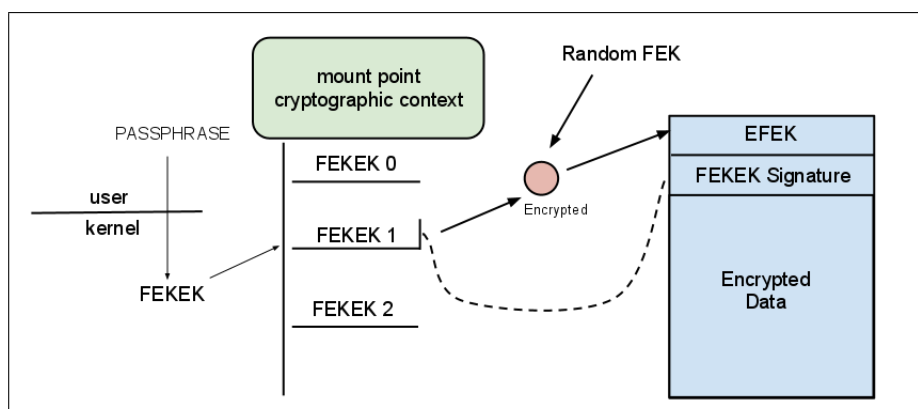 mount point
cryptographic context
Random FEK
PASSPHRASE
EFEK
FEKEK 0
FEKEK Signature
user
Encrypted
kernel
FEKEK 1
FEKEK
Encrypted
Data
FEKEK 2